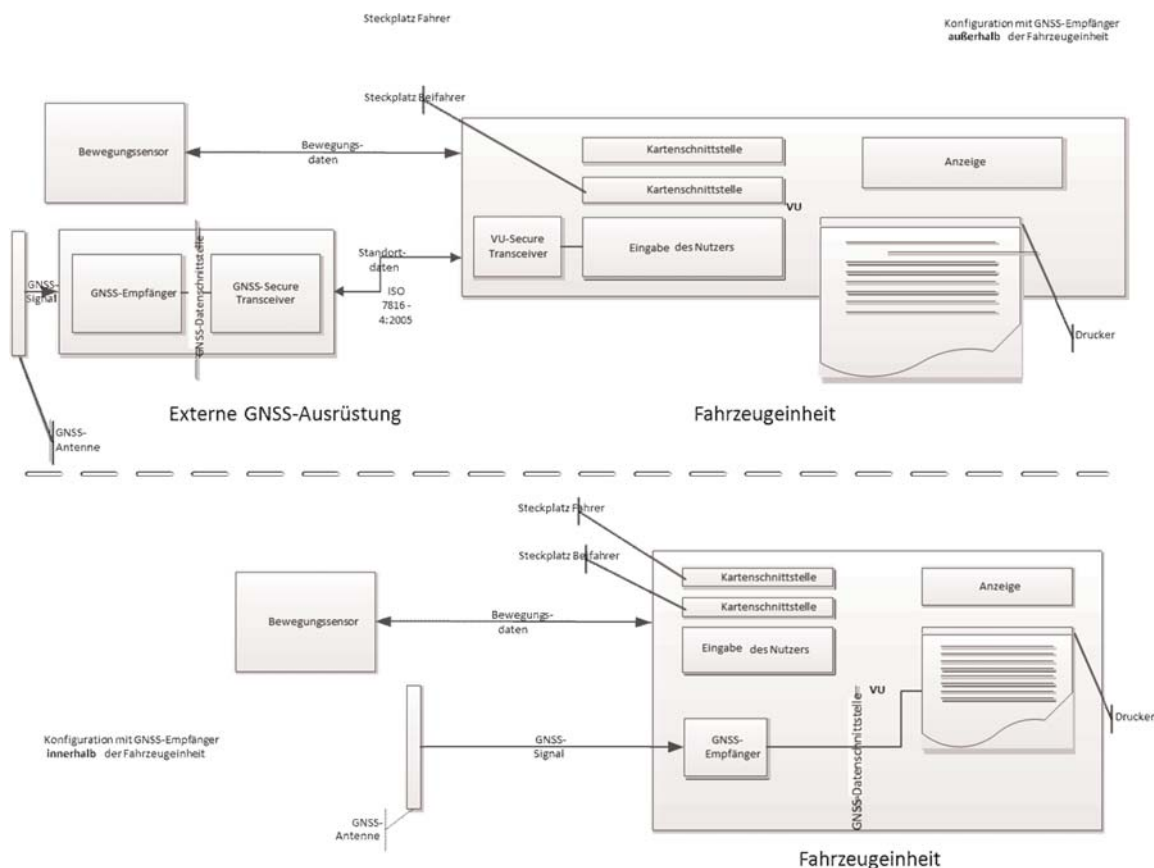 Steckplatz Fahrer
Konfiguration mit GNSS-Empfänger
außerhalb der Fahrzeugeinheit
Steckplatz Beifahrer
Bewegungssensor
Bewegungs-
daten
Kartenschnittstelle
Kartenschnittstelle
Anzeige
VU
VU-Secure
Transceiver
Eingabe des Nutzers
GNSS-
Signal
GNSS-Empfänger
GNSS-Datenschnittstelle
GNSS-Secure
Transceiver
Standort-
daten
ISO
7816 -
4:2005
Drucker
Externe GNSS-Ausrüstung
Fahrzeugeinheit
GNSS-
Antenne
Steckplatz Fahrer
Steckplatz Beifahrer
Bewegungssensor
Bewegungs-
daten
Kartenschnittstelle
Kartenschnittstelle
Anzeige
Eingabe des Nutzers
VU
GNSS-Datenschnittstelle
Drucker
Konfiguration mit GNSS-Empfänger
innerhalb der Fahrzeugeinheit
GNSS-
Signal
GNSS-
Empfänger
GNSS-
Antenne
Fahrzeugeinheit